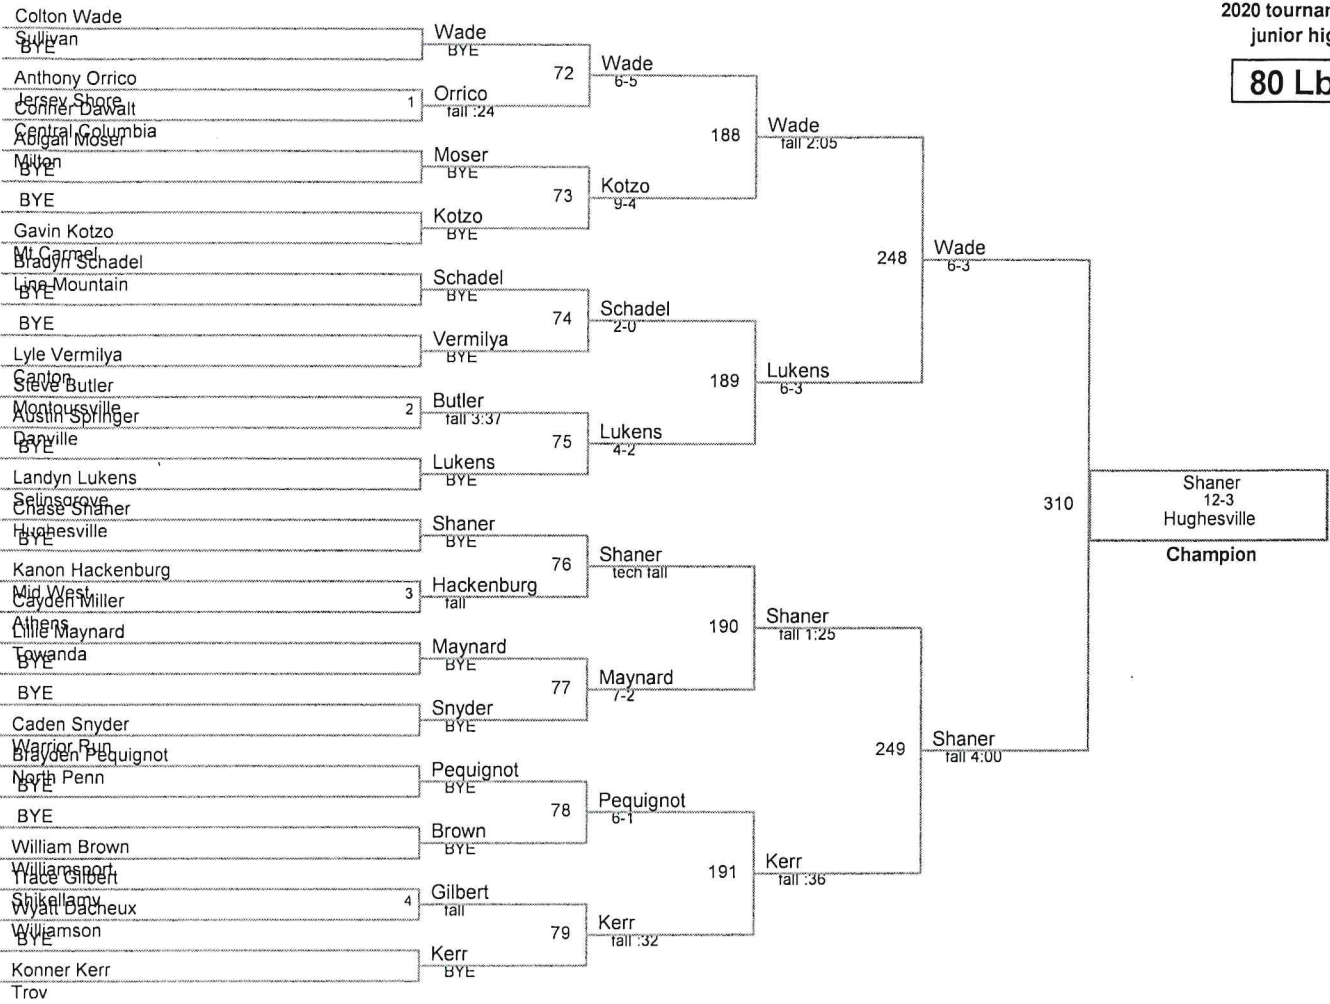 Colton Wade
Sullivan
BYE
Anthony Orrico
Jersey Shore
Conner Dawalt
Central Columbia
Abigail Moser
Milton
BYE
BYE
Gavin Kotzo
Mt Carmel
Bradyn Schadel
Line Mountain
BYE
BYE
Lyle Vermilya
Canton
Steve Butler
Montoursville
Austin Springer
Danville
BYE
Landyn Lukens
Selinsgrove
Chase Shaner
Hughesville
BYE
Kanon Hackenburg
Mid West
Cayden Miller
Athens
Lillie Maynard
Towanda
BYE
BYE
Caden Snyder
Warrior Run
Brayden Pequignot
North Penn
BYE
BYE
William Brown
Williamsport
Trace Gilbert
Shikellamy
Wyatt Dacheux
Williamson
BYE
Konner Kerr
Troy
1
2
3
4
Wade
BYE
Orrico
fall :24
Moser
BYE
Kotzo
BYE
Schadel
BYE
Vermilya
BYE
Butler
fall 3:37
Lukens
BYE
Shaner
BYE
Hackenburg
fall
Maynard
BYE
Snyder
BYE
Pequignot
BYE
Brown
BYE
Gilbert
fall
Kerr
BYE
72
73
74
75
76
77
78
79
Wade
6-5
Kotzo
9-4
Schadel
2-0
Lukens
4-2
Shaner
tech fall
Maynard
7-2
Pequignot
6-1
Kerr
fall :32
188
189
190
191
Wade
fall 2:05
Lukens
6-3
Shaner
fall 1:25
Kerr
fall :36
248
249
Wade
6-3
Shaner
fall 4:00
310
Shaner
12-3
Hughesville
Champion
2020 tournar
junior hig
80 Lb